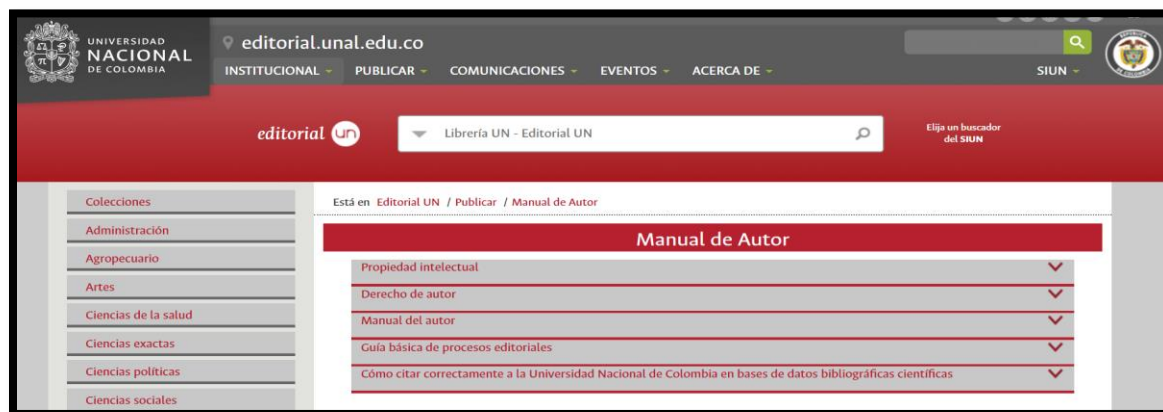 UNIVERSIDAD
NACIONAL
DE COLOMBIA
editorial.unal.edu.co
INSTITUCIONAL PUBLICAR COMUNICACIONES EVENTOS ACERCA DE SIUN
editorial un
Librería UN - Editorial UN
Elija un buscador
del SIUN
Colecciones
Administración
Agropecuario
Artes
Ciencias de la salud
Ciencias exactas
Ciencias políticas
Ciencias sociales
Está en Editorial UN / Publicar / Manual de Autor
Manual de Autor
Propiedad intelectual
Derecho de autor
Manual del autor
Guía básica de procesos editoriales
Cómo citar correctamente a la Universidad Nacional de Colombia en bases de datos bibliográficas científicas